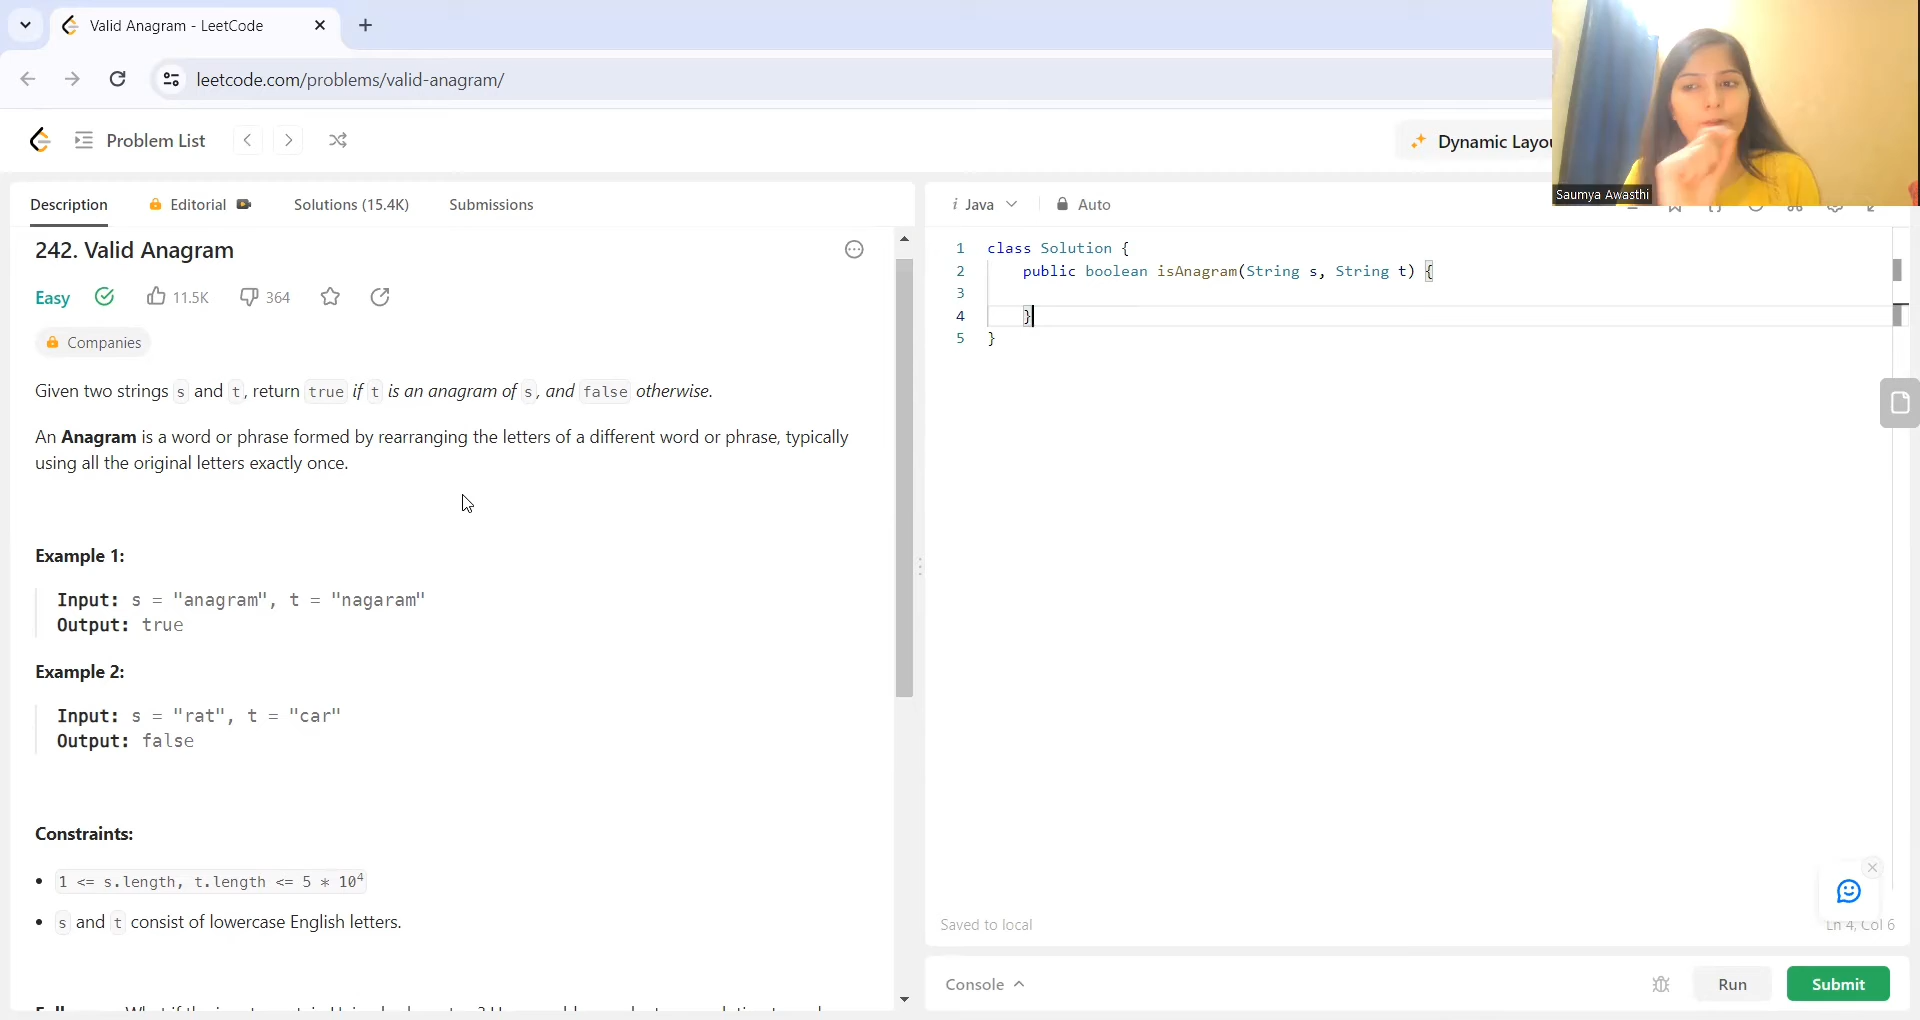 Valid Anagram - LeetCode
leetcode.com/problems/valid-anagram/
Problem List
Dynamic Layou
Saumya Awasthi
Description Editorial Solutions (15.4K) Submissions
242. Valid Anagram
Easy 11.5K 364
Companies
Given two strings s and t, return true if t is an anagram of s, and false otherwise.
An Anagram is a word or phrase formed by rearranging the letters of a different word or phrase, typically
using all the original letters exactly once.
Example 1:
Input: s = "anagram", t = "nagaram"
Output: true
Example 2:
Input: s = "rat", t = "car"
Output: false
Constraints:
• 1 <= s.length, t.length <= 5 * 10⁴
• s and t consist of lowercase English letters.
i Java Auto
1 class Solution {
2 public boolean isAnagram(String s, String t) {
3
4 }
5 }
Saved to local
Ln 4, Col 6
Console Run Submit